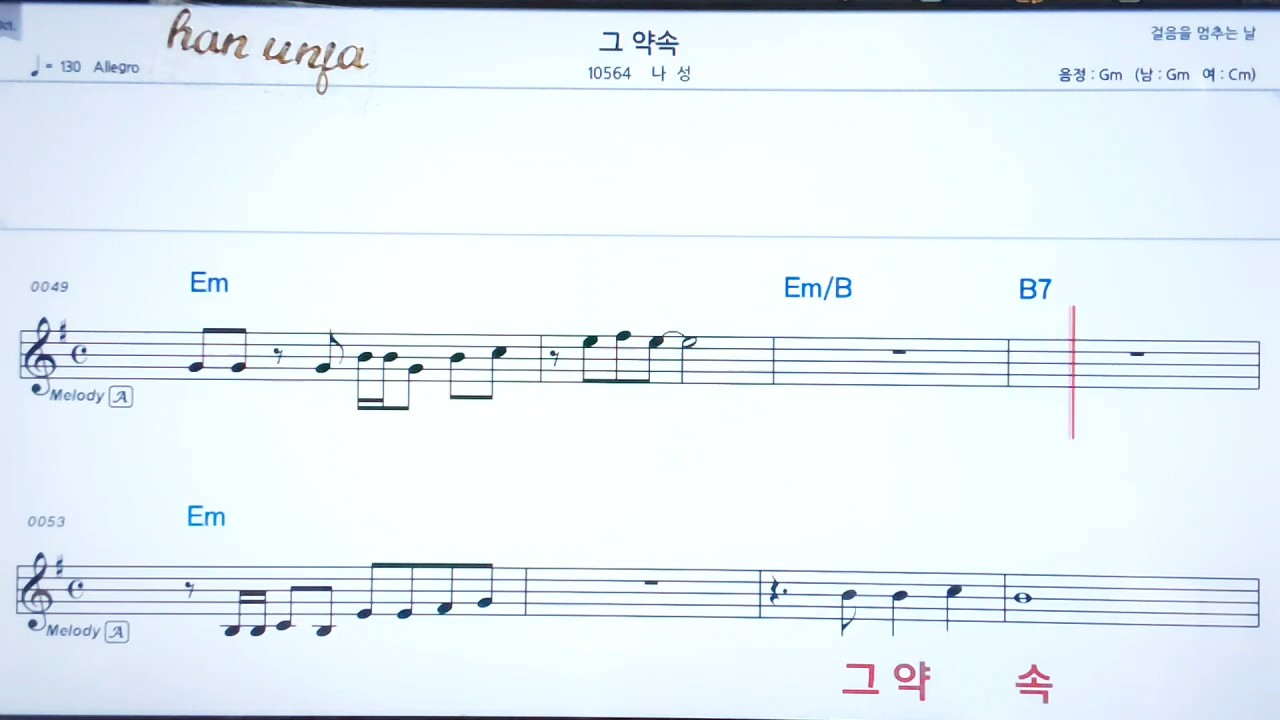 han unja
그 약속
걸음을 멈추는 날
♩= 130 Allegro
10564 나 성
음정 : Gm (남 : Gm 여 : Cm)
0049
Em
Em/B
B7
Melody A
0053
Em
Melody A
그 약 속